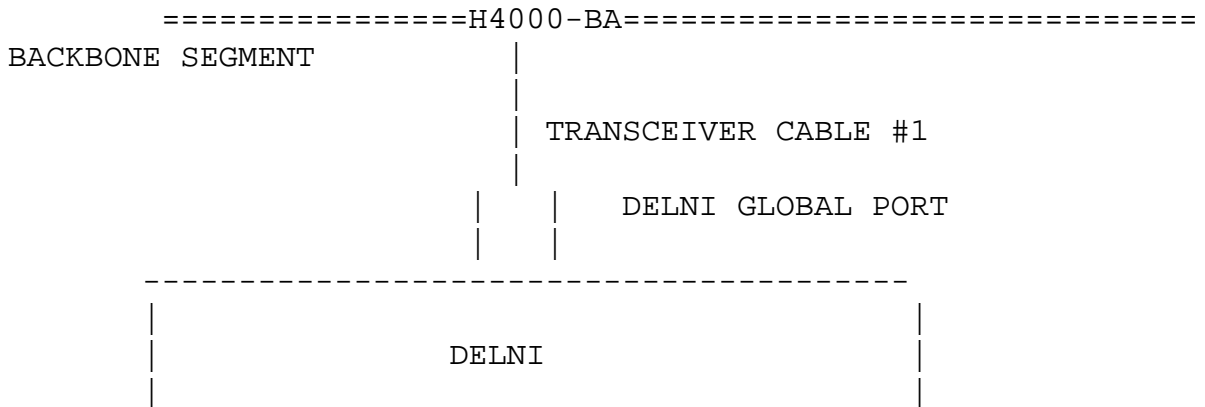 ================H4000-BA==============================
BACKBONE SEGMENT |
|
| TRANSCEIVER CABLE #1
|
| | DELNI GLOBAL PORT
| |
----------------------------------------
| |
| DELNI |
| |